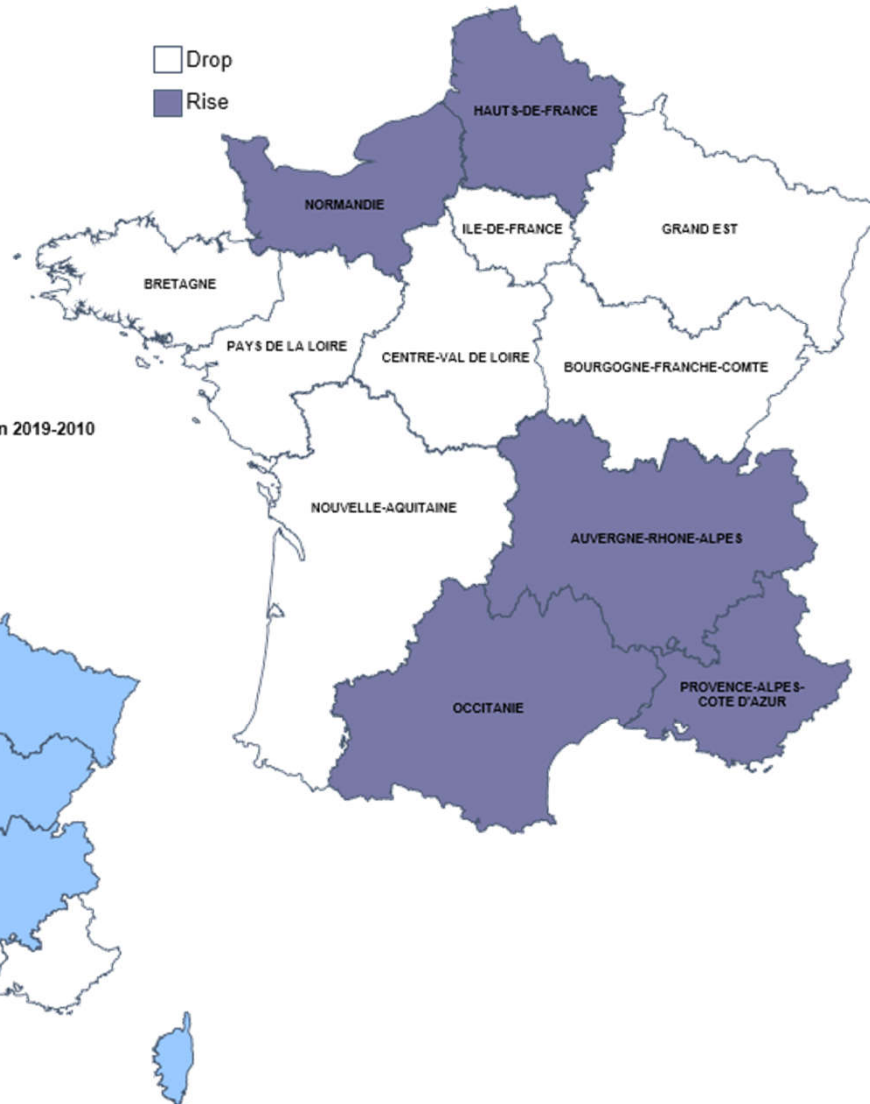 Drop
Rise
HAUTS-DE-FRANCE
NORMANDIE
ILE-DE-FRANCE
GRAND EST
BRETAGNE
PAYS DE LA LOIRE
CENTRE-VAL DE LOIRE
BOURGOGNE-FRANCHE-COMTE
n 2019-2010
NOUVELLE-AQUITAINE
AUVERGNE-RHONE-ALPES
PROVENCE-ALPES-
COTE D'AZUR
OCCITANIE